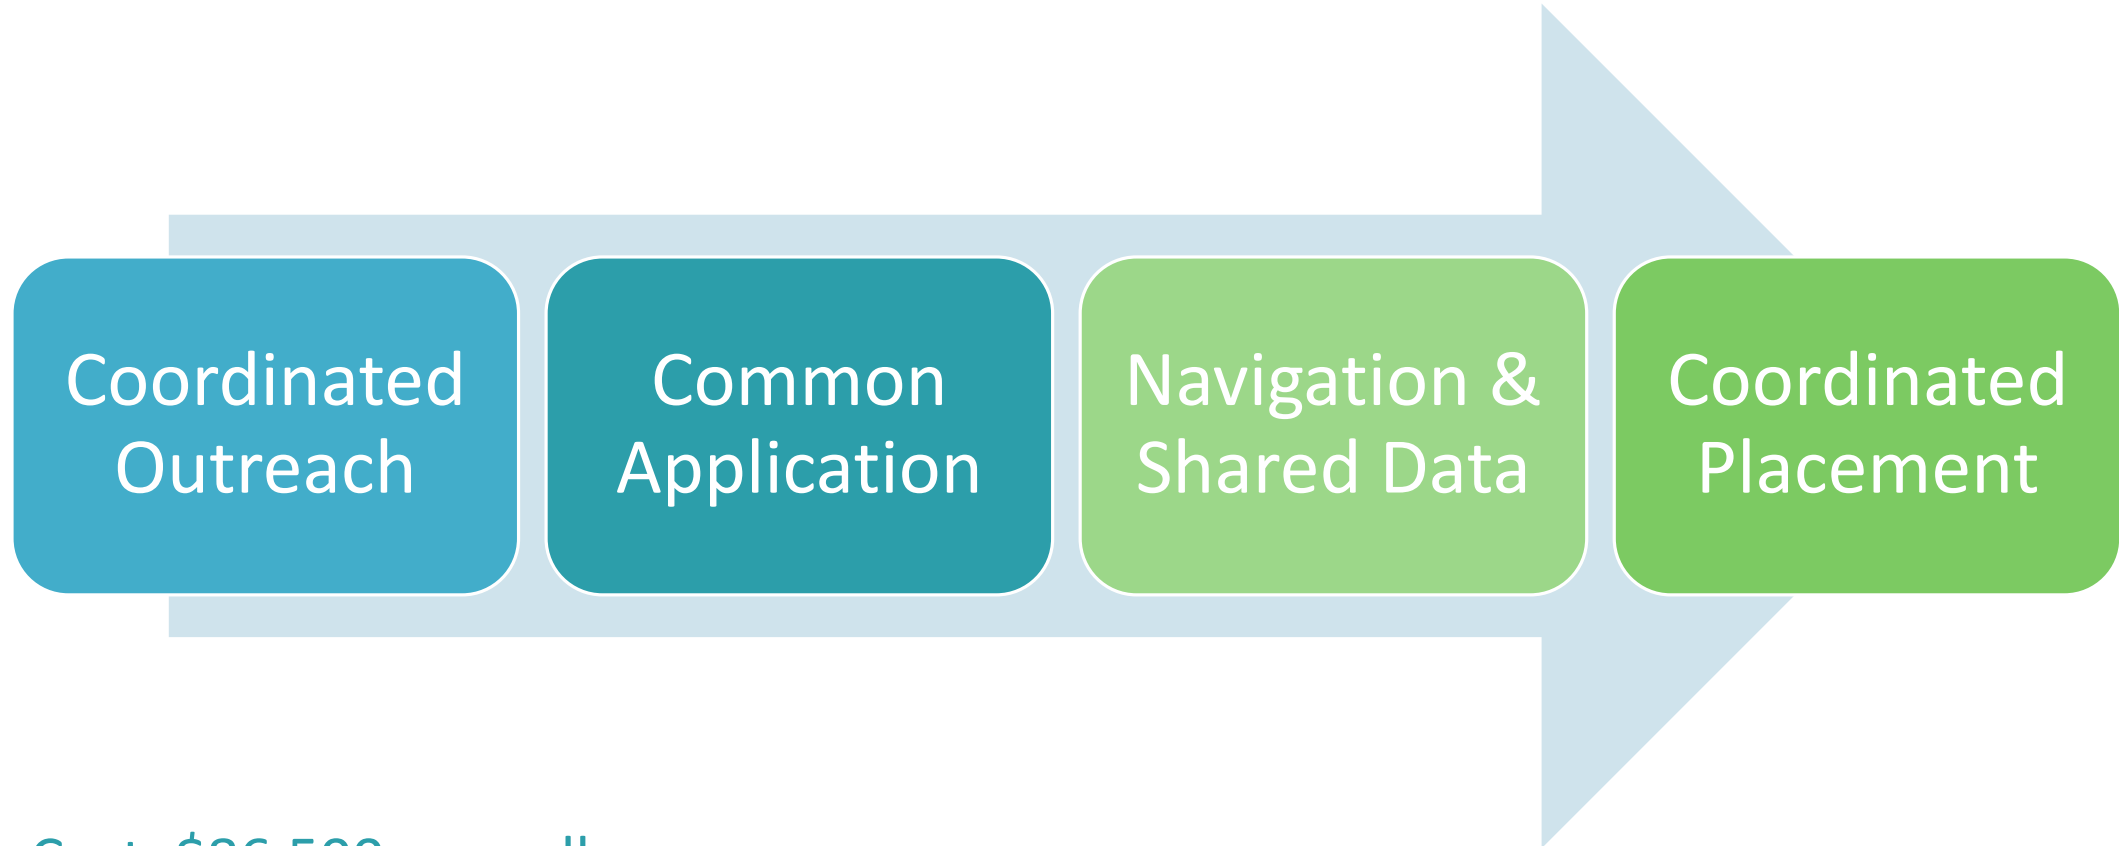 Coordinated
Outreach
Common
Application
Navigation &
Shared Data
Coordinated
Placement